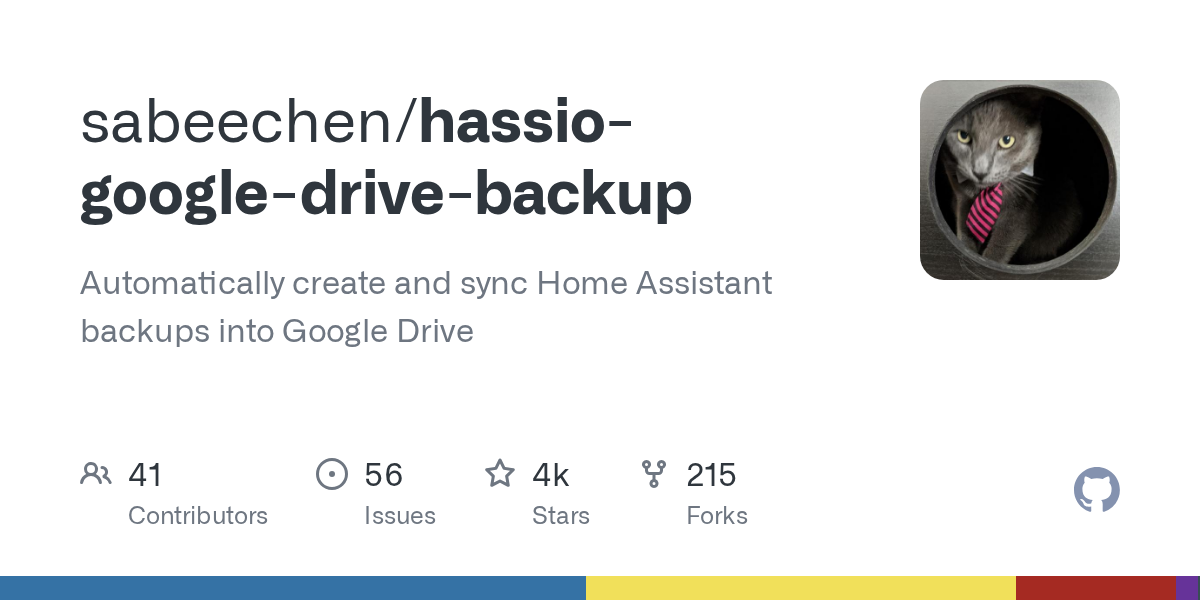 sabeechen/hassio-
google-drive-backup
Automatically create and sync Home Assistant
backups into Google Drive
41
Contributors
56
Issues
4k
Stars
215
Forks